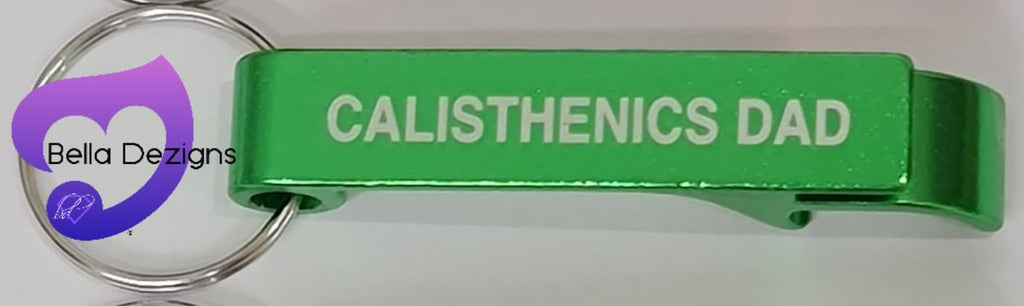 Bella Dezigns
CALISTHENICS DAD